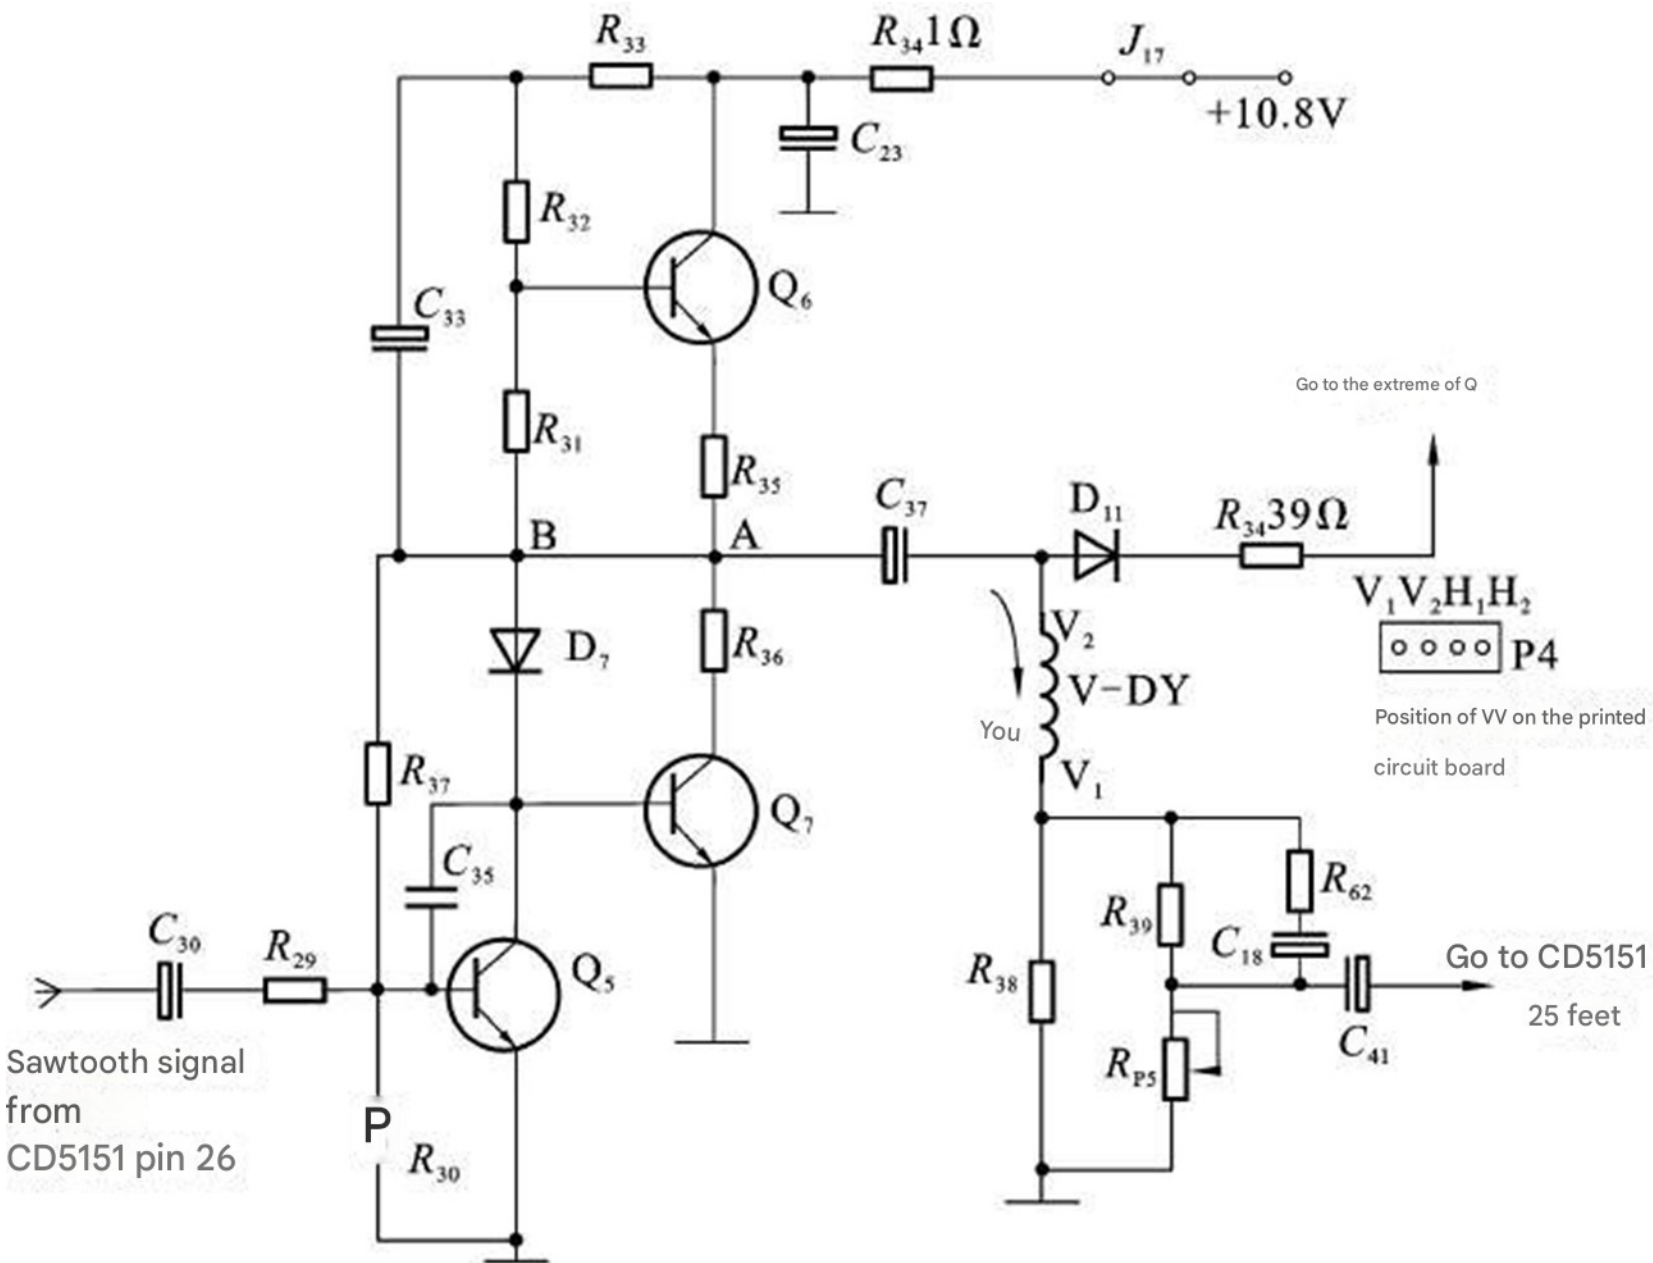 R33
R34 1Ω
J17
+10.8V
C23
R32
Q6
C33
R31
R35
Go to the extreme of Q
B
A
C37
D11
R34 39Ω
V1V2H1H2
P4
Position of VV on the printed
circuit board
D7
R36
V2
V-DY
You
V1
R37
Q7
C35
R62
R39
C18
Go to CD5151
25 feet
C30
R29
Q5
R38
C41
RP5
Sawtooth signal
from
CD5151 pin 26
P
R30